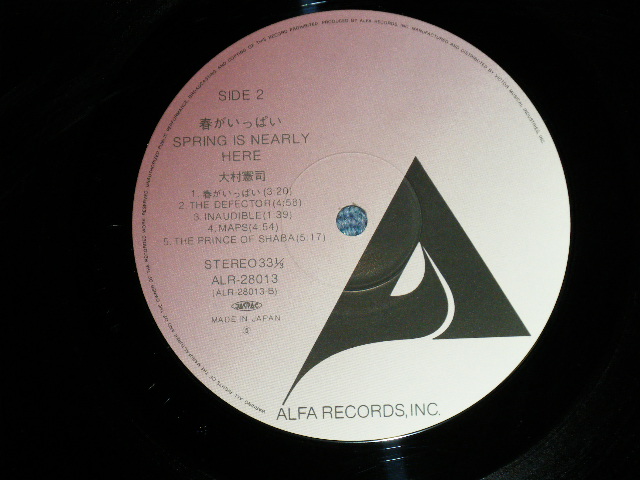 SIDE 2
春がいっぱい
SPRING IS NEARLY
HERE
大村憲司
1. 春がいっぱい(3:20)
2. THE DEFECTOR(4:58)
3. INAUDIBLE(1:39)
4. MAPS(4:54)
5. THE PRINCE OF SHABA(5:17)
STEREO 33⅓
ALR-28013
(ALR-28013-B)
JASRAC
MADE IN JAPAN
ALFA RECORDS, INC.